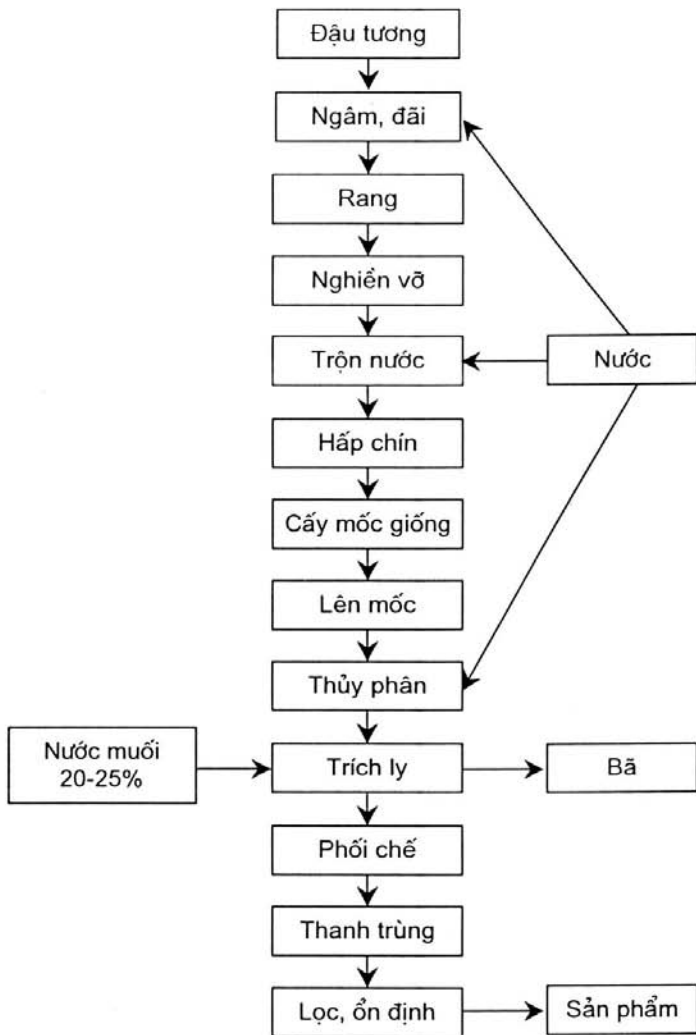 Đậu tương
Ngâm, đãi
Rang
Nghiền vỡ
Trộn nước
Nước
Hấp chín
Cấy mốc giống
Lên mốc
Thủy phân
Nước muối
20-25%
Trích ly
Bã
Phối chế
Thanh trùng
Lọc, ổn định
Sản phẩm